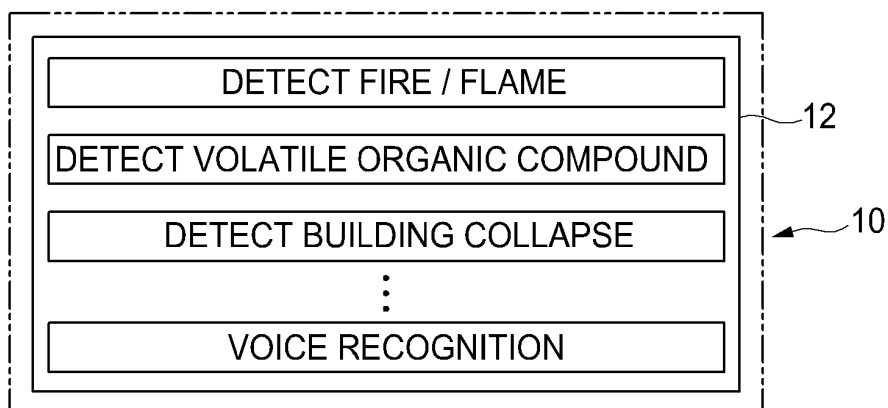 DETECT FIRE / FLAME
12
DETECT VOLATILE ORGANIC COMPOUND
DETECT BUILDING COLLAPSE
10
VOICE RECOGNITION